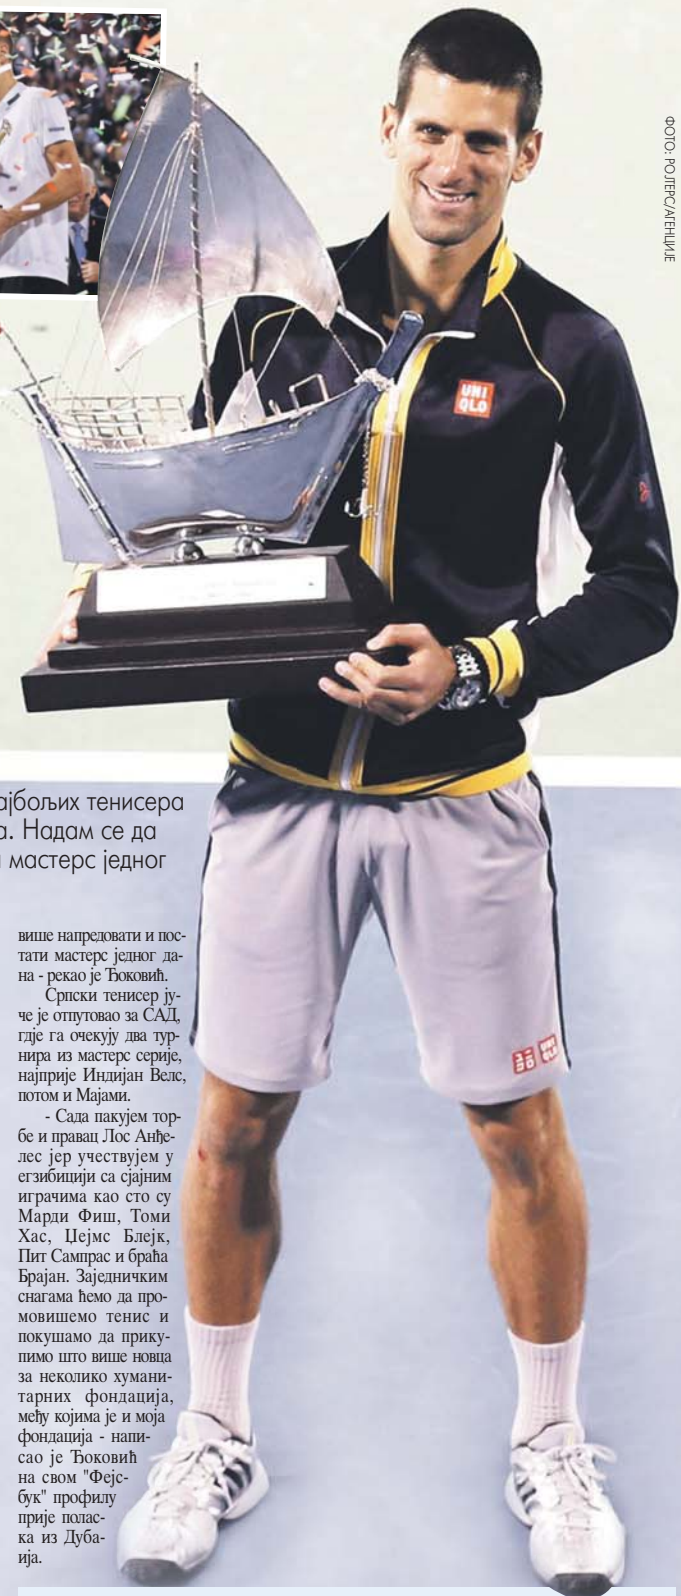 ФОТО: РОЈТЕРС/АГЕНЦИЈЕ
UNI
QLO
ајбољих тенисера
а. Надам се да
мастерс једног
више напредовати и пос-
тати мастерс једног да-
на - рекао је Ђоковић.
Српски тенисер ју-
че је отпутовао за САД,
гдје га очекују два тур-
нира из мастерс серије,
најприје Индијан Велс,
потом и Мајами.
- Сада пакујем тор-
бе и правац Лос Анђе-
лес јер учествујем у
егзибицији са сјајним
играчима као сто су
Марди Фиш, Томи
Хас, Џејмс Блејк,
Пит Сампрас и браћа
Брајан. Заједничким
снагама ћемо да про-
мовишемо тенис и
покушамо да прику-
пимо што више новца
за неколико хумани-
тарних фондација,
међу којима је и моја
фондација - напи-
сао је Ђоковић
на свом "Фејс-
бук" профилу
прије полас-
ка из Дуба-
ија.
UNI
QLO